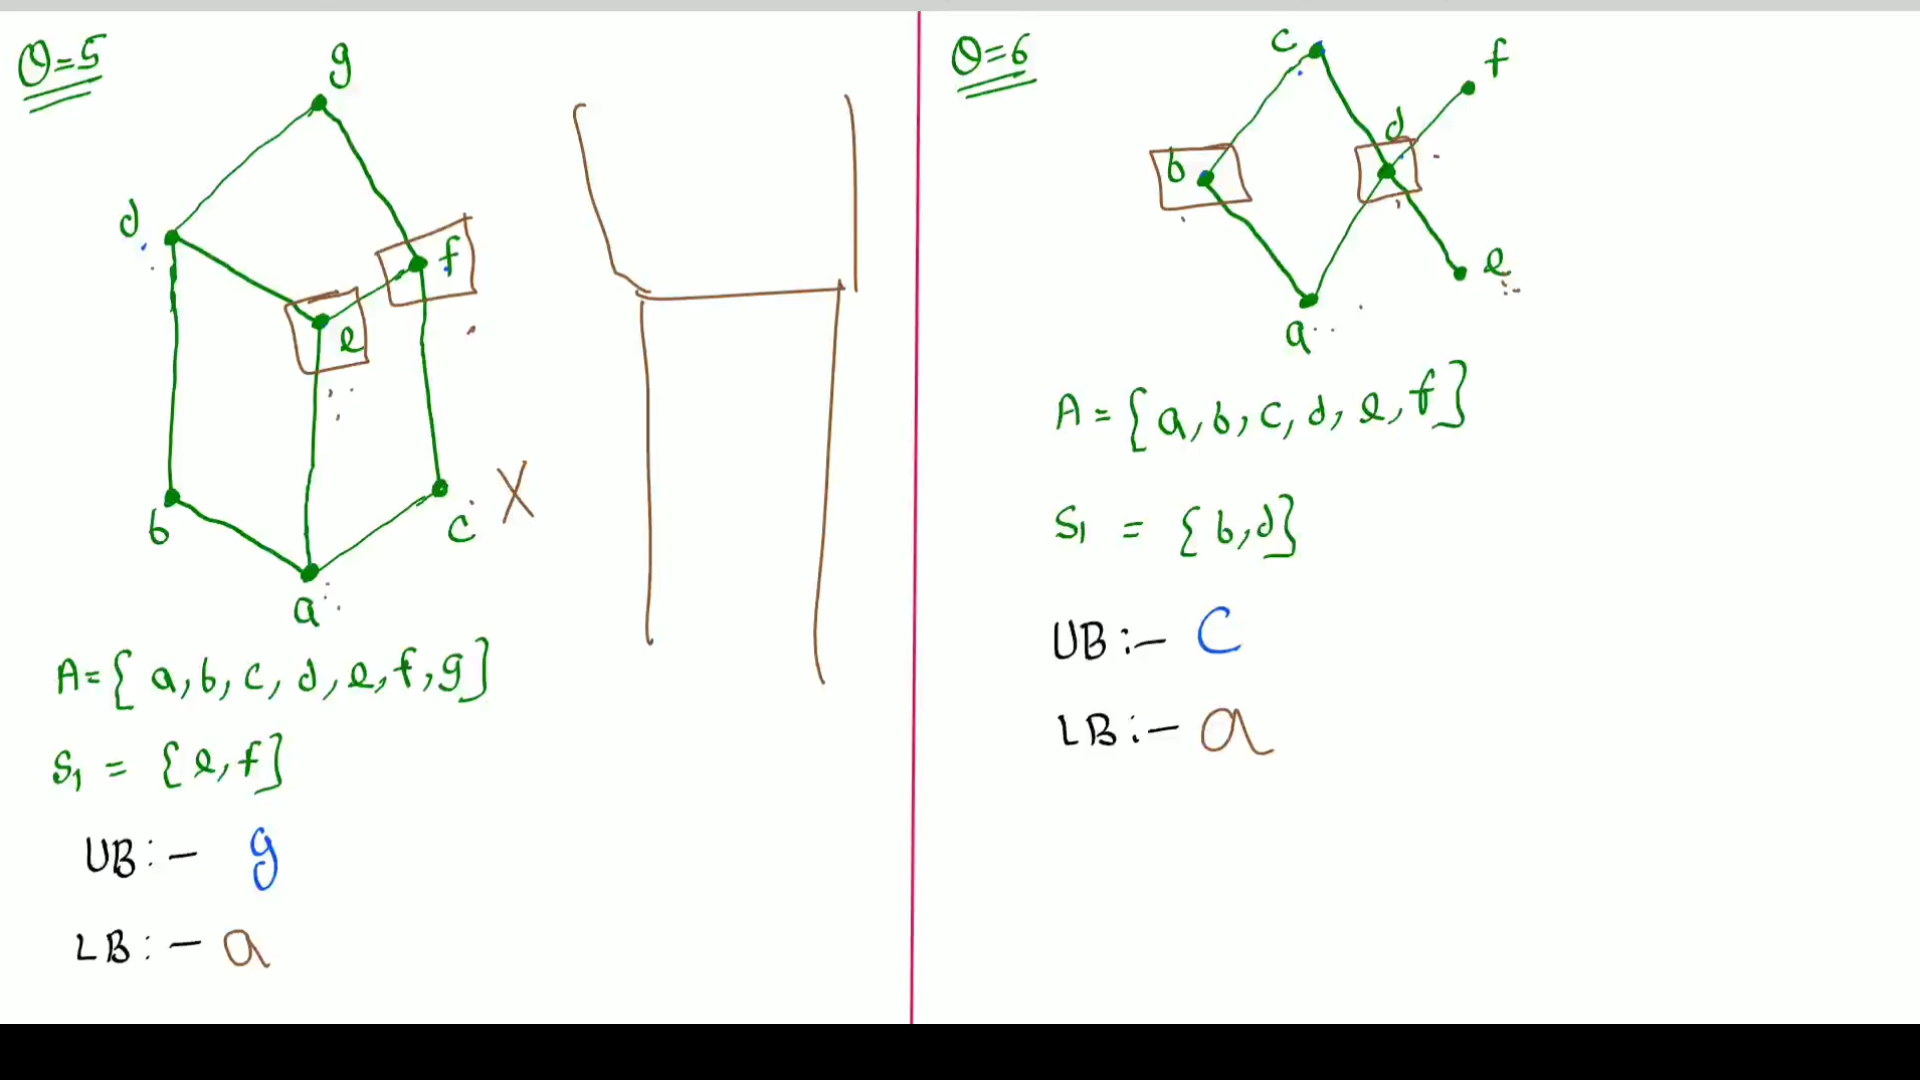 Q=5
g
d
f
e
b
c X
a
A={ a, b, c, d, e, f, g}
S₁ = {e, f}
UB :- g
LB :- a
Q=6
c
f
d
b
e
a
A={a, b, c, d, e, f}
S₁ = {b, d}
UB :- C
LB :- a